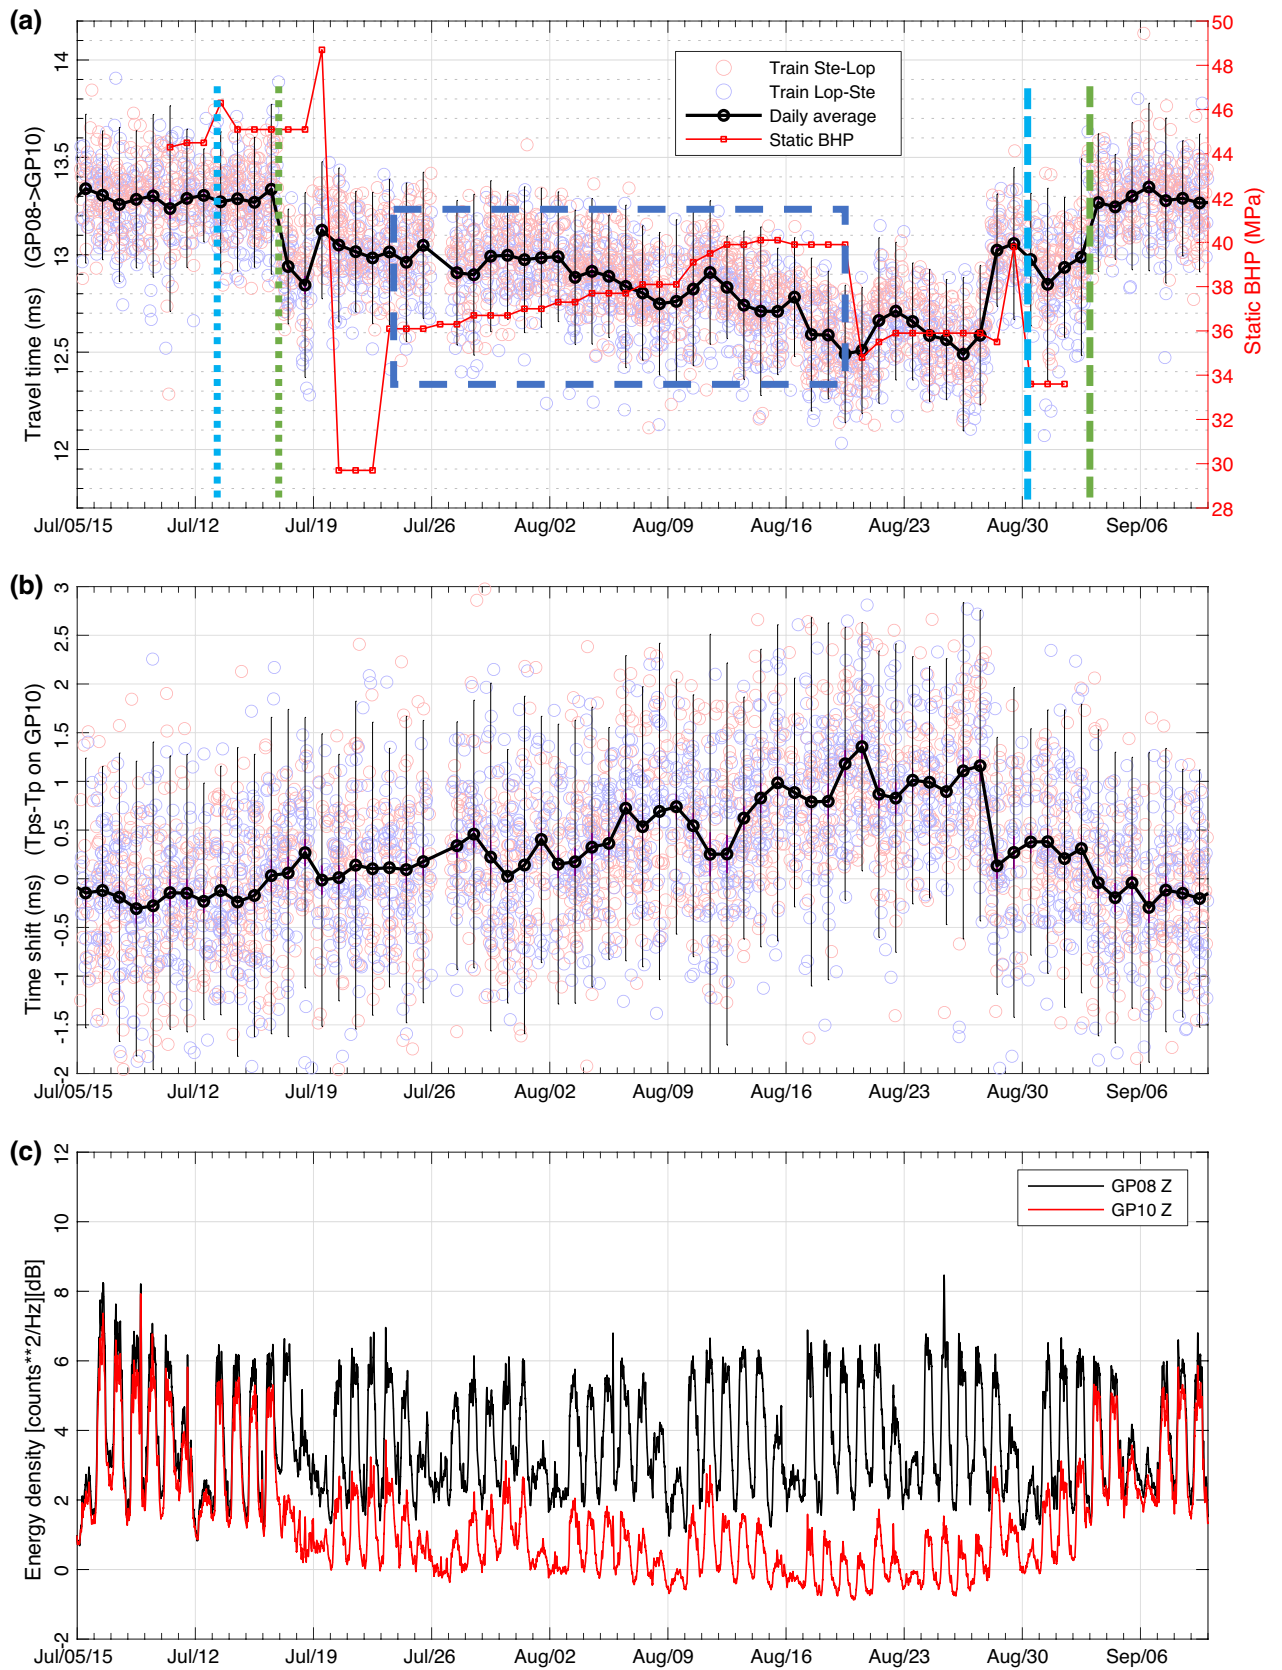 (a)
14
13.5
13
12.5
12
Travel time (ms) (GP08->GP10)
Train Ste-Lop
Train Lop-Ste
Daily average
Static BHP
50
48
46
44
42
40
38
36
34
32
30
28
Static BHP (MPa)
Jul/05/15 Jul/12 Jul/19 Jul/26 Aug/02 Aug/09 Aug/16 Aug/23 Aug/30 Sep/06
(b)
3
2.5
2
1.5
1
0.5
0
-0.5
-1
-1.5
-2
Time shift (ms) (Tps-Tp on GP10)
Jul/05/15 Jul/12 Jul/19 Jul/26 Aug/02 Aug/09 Aug/16 Aug/23 Aug/30 Sep/06
(c)
12
10
8
6
4
2
0
-2
Energy density [counts**2/Hz][dB]
GP08 Z
GP10 Z
Jul/05/15 Jul/12 Jul/19 Jul/26 Aug/02 Aug/09 Aug/16 Aug/23 Aug/30 Sep/06